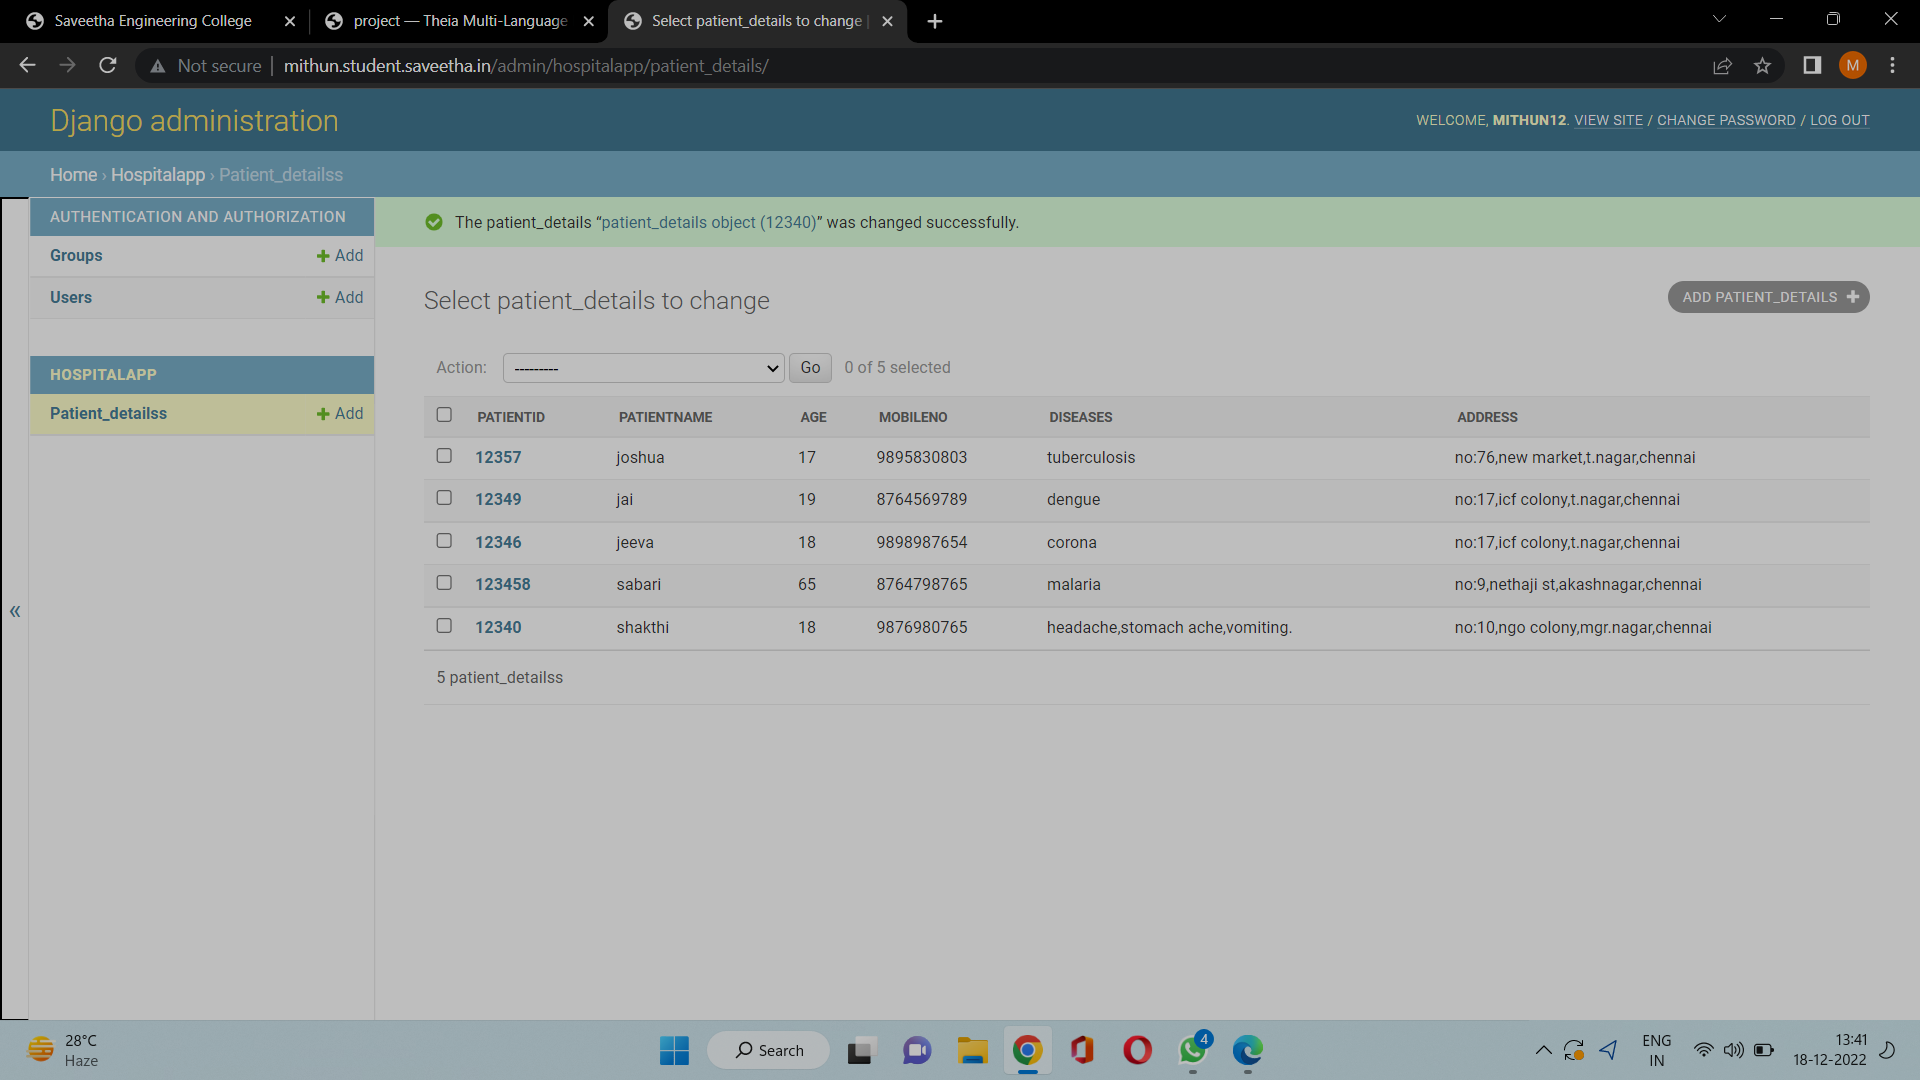 Saveetha Engineering College
project — Theia Multi-Language
Select patient_details to change
Not secure mithun.student.saveetha.in/admin/hospitalapp/patient_details/
M
Django administration
WELCOME, MITHUN12. VIEW SITE / CHANGE PASSWORD / LOG OUT
Home › Hospitalapp › Patient_detailss
AUTHENTICATION AND AUTHORIZATION
Groups + Add
Users + Add
HOSPITALAPP
Patient_detailss + Add
«
The patient_details “patient_details object (12340)” was changed successfully.
Select patient_details to change
ADD PATIENT_DETAILS +
Action: --------- Go 0 of 5 selected
PATIENTID PATIENTNAME AGE MOBILENO DISEASES ADDRESS
12357 joshua 17 9895830803 tuberculosis no:76,new market,t.nagar,chennai
12349 jai 19 8764569789 dengue no:17,icf colony,t.nagar,chennai
12346 jeeva 18 9898987654 corona no:17,icf colony,t.nagar,chennai
123458 sabari 65 8764798765 malaria no:9,nethaji st,akashnagar,chennai
12340 shakthi 18 9876980765 headache,stomach ache,vomiting. no:10,ngo colony,mgr.nagar,chennai
5 patient_detailss
28°C
Haze
Search
4
ENG
IN
13:41
18-12-2022